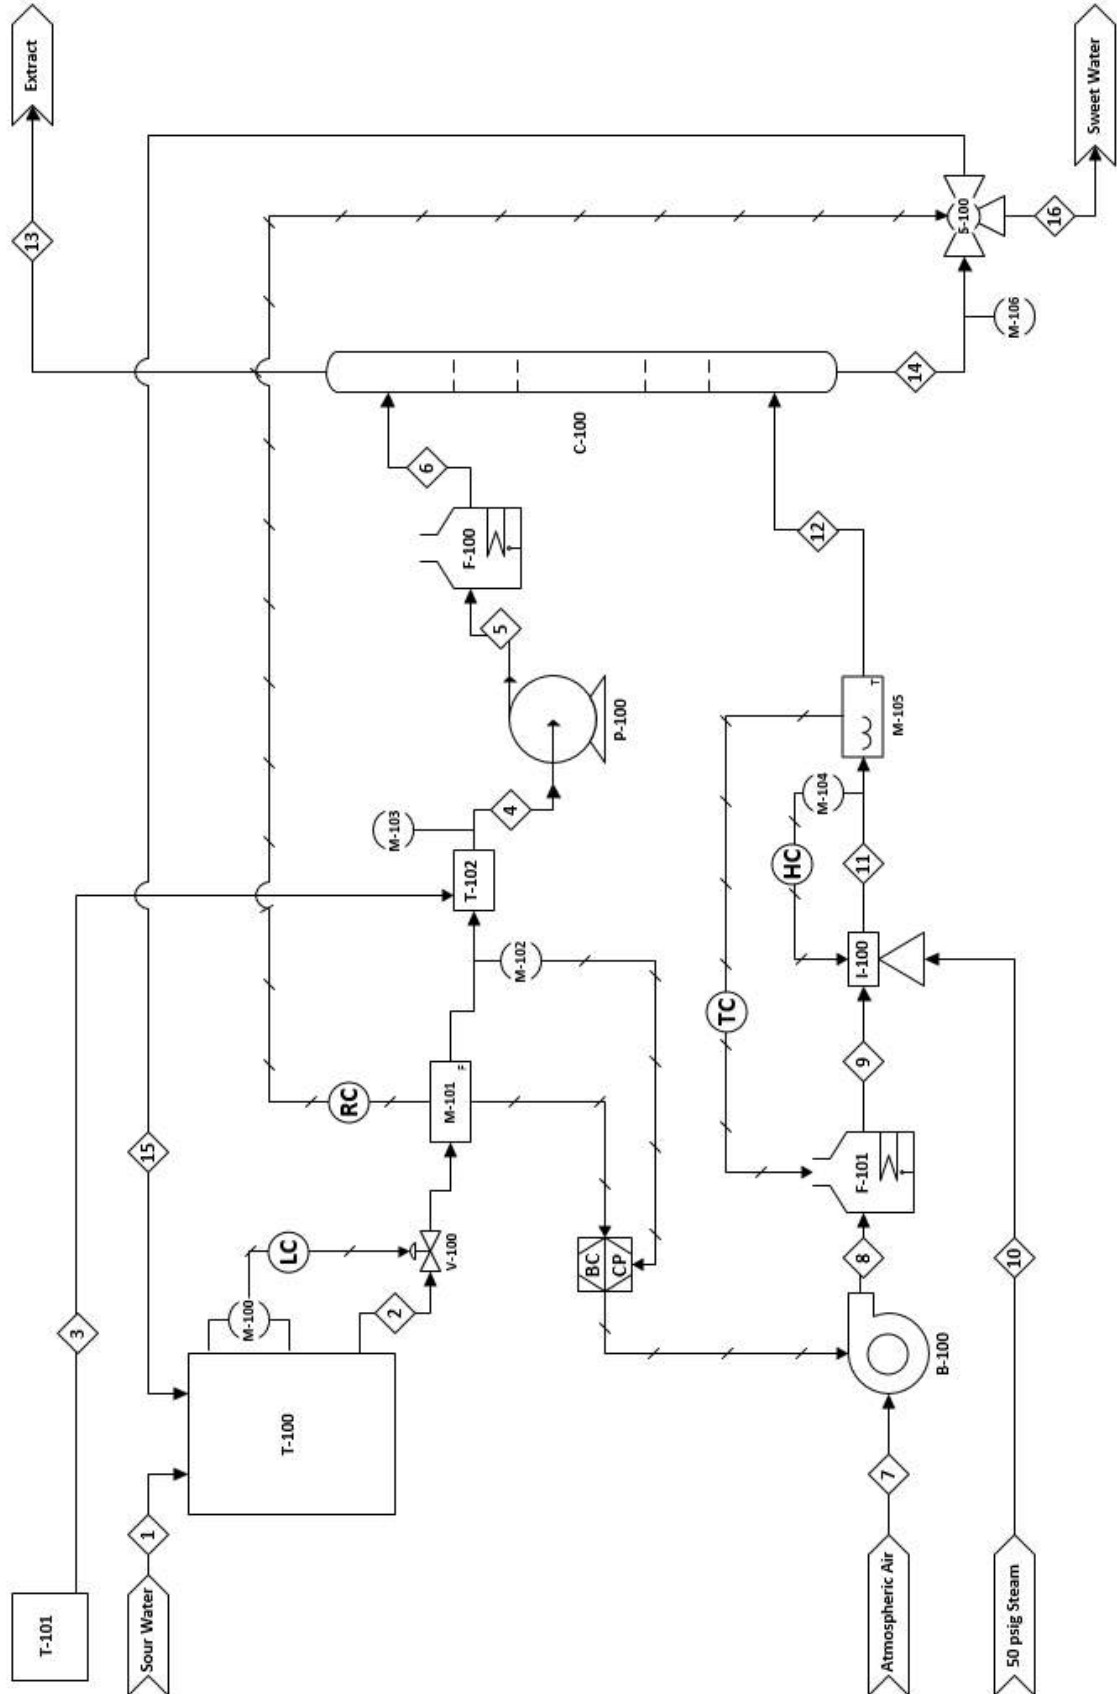 T-101
3
Extract
13
Sour Water
1
15
T-100
M-100
LC
2
V-100
RC
M-101
F
M-102
T-102
M-103
4
P-100
5
F-100
6
C-100
BC
CP
TC
HC
M-104
M-105
T
12
14
M-106
S-100
16
Sweet Water
Atmospheric Air
7
B-100
8
F-101
9
I-100
11
50 psig Steam
10